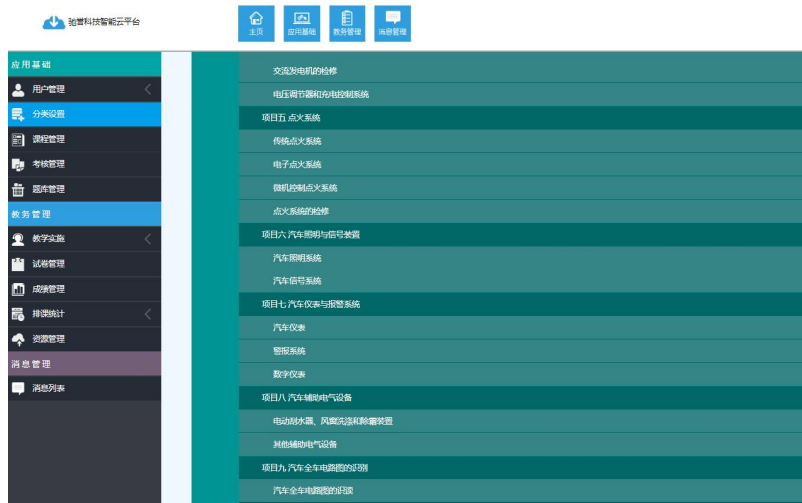 驰誉科技智能云平台
主页
应用基础
教务管理
消息管理
应用基础
用户管理
分类设置
课程管理
考核管理
题库管理
教务管理
教学实施
试卷管理
成绩管理
排课统计
资源管理
消息管理
消息列表
交流发电机的检修
电压调节器和充电控制系统
项目五 点火系统
传统点火系统
电子点火系统
微机控制点火系统
点火系统的检修
项目六 汽车照明与信号装置
汽车照明系统
汽车信号系统
项目七 汽车仪表与报警系统
汽车仪表
警报系统
数字仪表
项目八 汽车辅助电气设备
电动刮水器、风窗洗涤和除霜装置
其他辅助电气设备
项目九 汽车全车电路图的识别
汽车全车电路图的识读